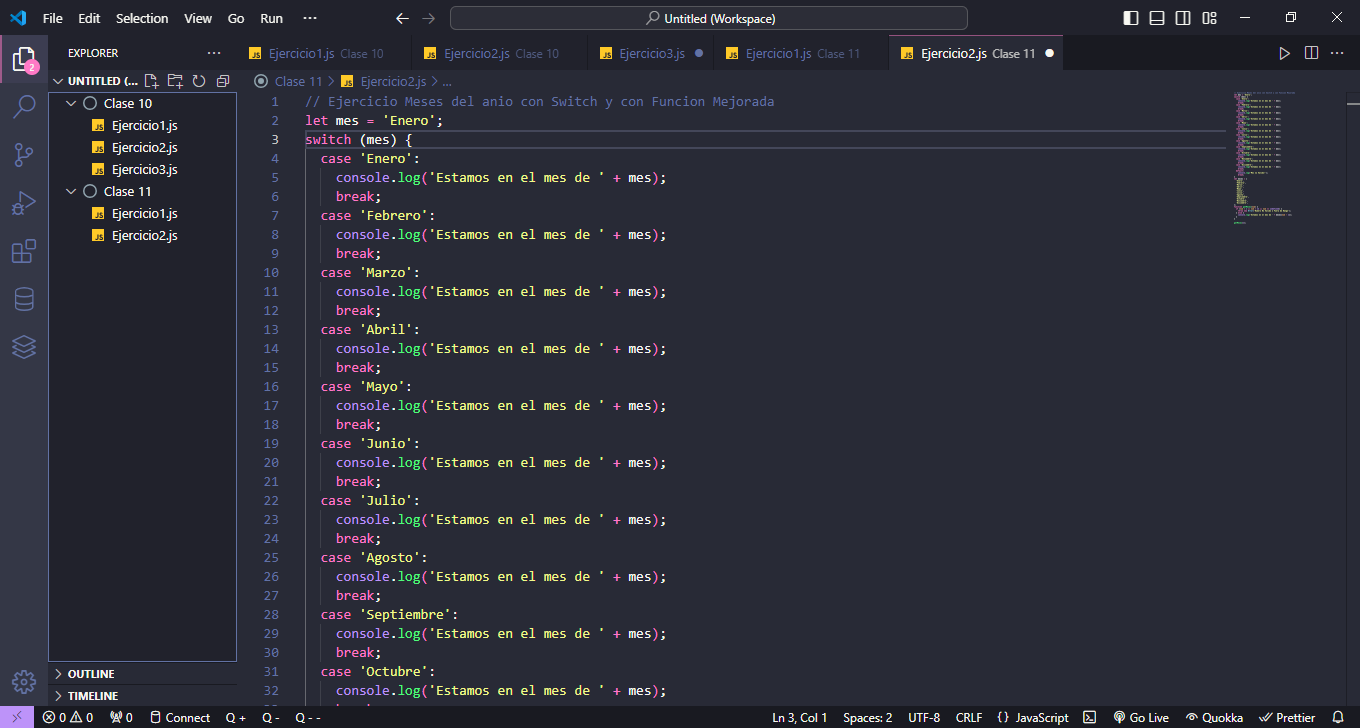 File Edit Selection View Go Run ··· Untitled (Workspace)
EXPLORER ···
Ejercicio1.js Clase 10 Ejercicio2.js Clase 10 Ejercicio3.js Ejercicio1.js Clase 11 Ejercicio2.js Clase 11
2
UNTITLED (...
Clase 11 > Ejercicio2.js > ...
Clase 10
Ejercicio1.js
Ejercicio2.js
Ejercicio3.js
Clase 11
Ejercicio1.js
Ejercicio2.js
OUTLINE
TIMELINE
1 // Ejercicio Meses del anio con Switch y con Funcion Mejorada
2 let mes = 'Enero';
3 switch (mes) {
4 case 'Enero':
5 console.log('Estamos en el mes de ' + mes);
6 break;
7 case 'Febrero':
8 console.log('Estamos en el mes de ' + mes);
9 break;
10 case 'Marzo':
11 console.log('Estamos en el mes de ' + mes);
12 break;
13 case 'Abril':
14 console.log('Estamos en el mes de ' + mes);
15 break;
16 case 'Mayo':
17 console.log('Estamos en el mes de ' + mes);
18 break;
19 case 'Junio':
20 console.log('Estamos en el mes de ' + mes);
21 break;
22 case 'Julio':
23 console.log('Estamos en el mes de ' + mes);
24 break;
25 case 'Agosto':
26 console.log('Estamos en el mes de ' + mes);
27 break;
28 case 'Septiembre':
29 console.log('Estamos en el mes de ' + mes);
30 break;
31 case 'Octubre':
32 console.log('Estamos en el mes de ' + mes);
0 0 0 Connect Q + Q - Q - - Ln 3, Col 1 Spaces: 2 UTF-8 CRLF {} JavaScript Go Live Quokka Prettier